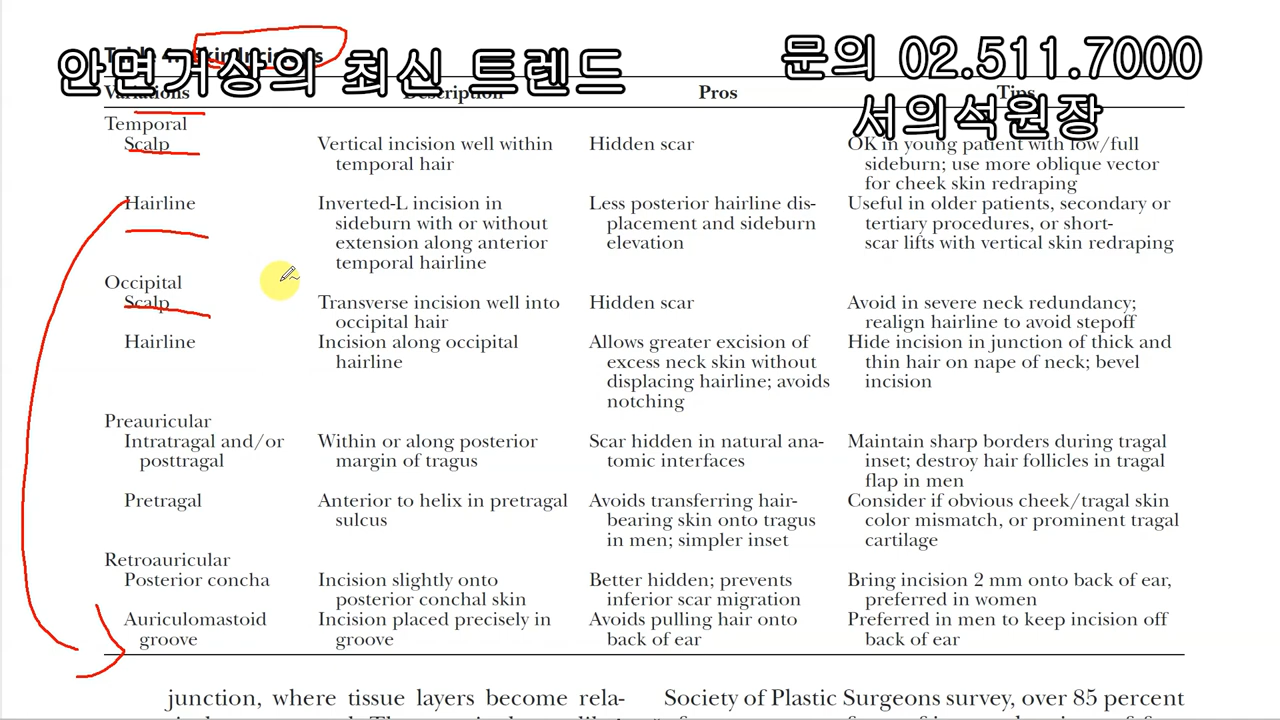 안면거상의 최신 트렌드
문의 02.511.7000
서의석원장
Skin Incisions
Variations Description Pros Tips
Temporal
Scalp Vertical incision well within Hidden scar OK in young patient with low/full
temporal hair sideburn; use more oblique vector
for cheek skin redraping
Hairline Inverted-L incision in Less posterior hairline dis- Useful in older patients, secondary or
sideburn with or without placement and sideburn tertiary procedures, or short-
extension along anterior elevation scar lifts with vertical skin redraping
temporal hairline
Occipital
Scalp Transverse incision well into Hidden scar Avoid in severe neck redundancy;
occipital hair realign hairline to avoid stepoff
Hairline Incision along occipital Allows greater excision of Hide incision in junction of thick and
hairline excess neck skin without thin hair on nape of neck; bevel
displacing hairline; avoids incision
notching
Preauricular
Intratragal and/or Within or along posterior Scar hidden in natural ana- Maintain sharp borders during tragal
posttragal margin of tragus tomic interfaces inset; destroy hair follicles in tragal
flap in men
Pretragal Anterior to helix in pretragal Avoids transferring hair- Consider if obvious cheek/tragal skin
sulcus bearing skin onto tragus color mismatch, or prominent tragal
in men; simpler inset cartilage
Retroauricular
Posterior concha Incision slightly onto Better hidden; prevents Bring incision 2 mm onto back of ear,
posterior conchal skin inferior scar migration preferred in women
Auriculomastoid Incision placed precisely in Avoids pulling hair onto Preferred in men to keep incision off
groove groove back of ear back of ear
junction, where tissue layers become rela- Society of Plastic Surgeons survey, over 85 percent